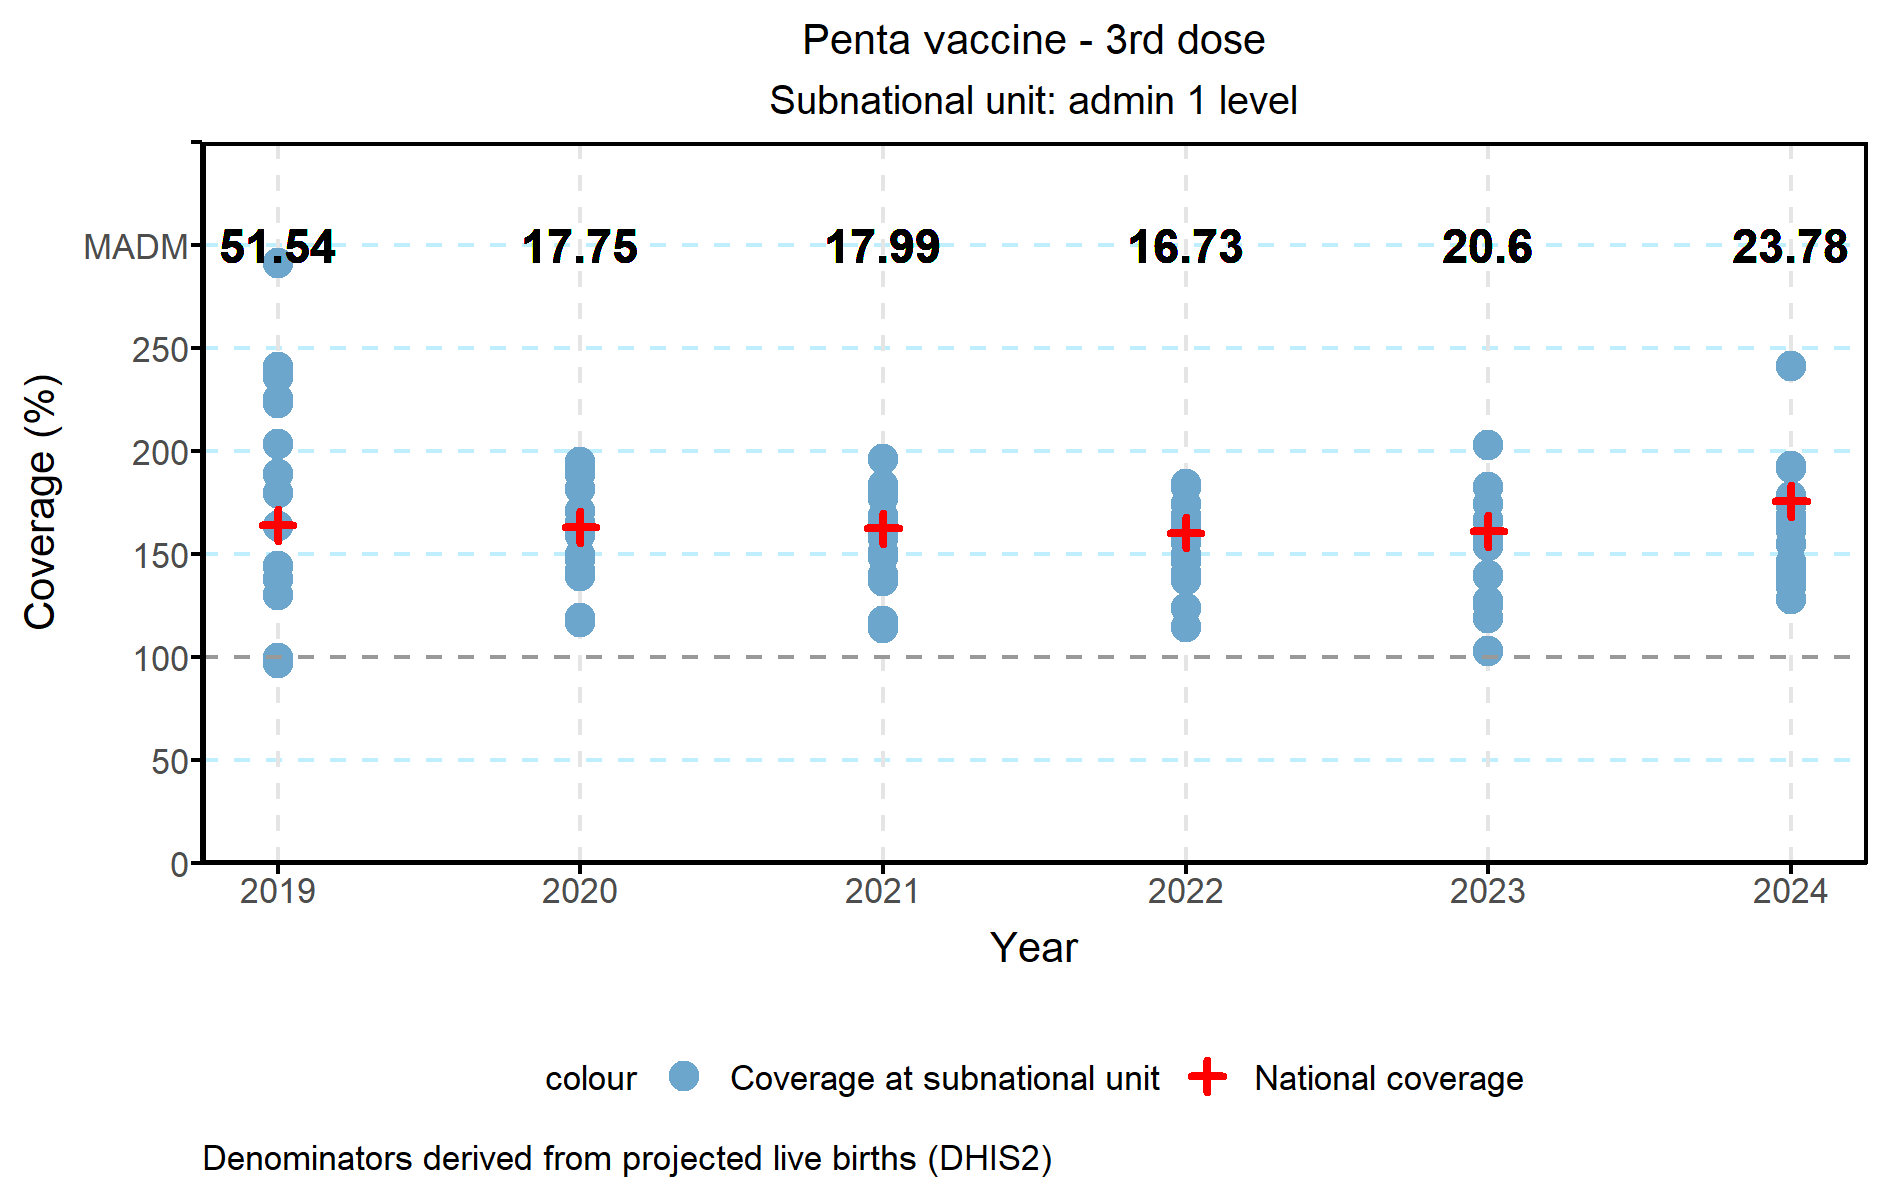 Penta vaccine - 3rd dose
Subnational unit: admin 1 level
MADM 51.54 17.75 17.99 16.73 20.6 23.78
250
200
150
100
50
0
Coverage (%)
2019 2020 2021 2022 2023 2024
Year
colour Coverage at subnational unit National coverage
Denominators derived from projected live births (DHIS2)